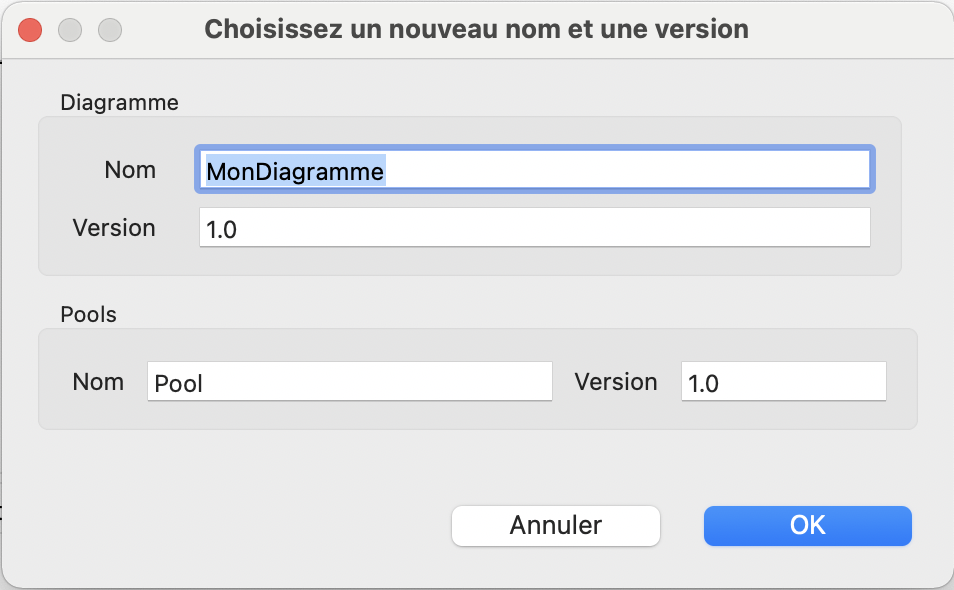 Choisissez un nouveau nom et une version
Diagramme
Nom MonDiagramme
Version 1.0
Pools
Nom Pool Version 1.0
Annuler OK